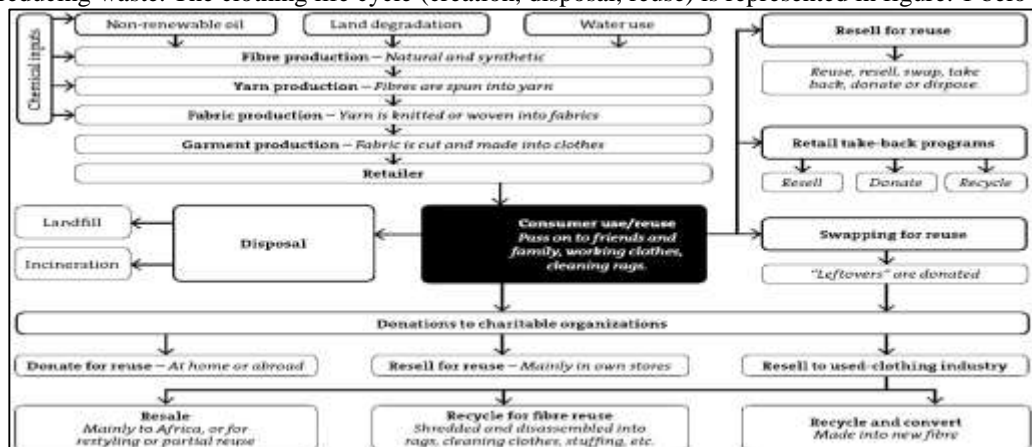 reducing waste. The clothing life cycle (creation, disposal, reuse) is represented in figure. 1 belo
Chemical inputs
Non-renewable oil
Land degradation
Water use
Fibre production – Natural and synthetic
Yarn production – Fibres are spun into yarn
Fabric production – Yarn is knitted or woven into fabrics
Garment production – Fabric is cut and made into clothes
Retailer
Resell for reuse
Reuse, resell, swap, take
back, donate or dispose.
Retail take-back programs
Resell
Donate
Recycle
Landfill
Incineration
Disposal
Consumer use/reuse
Pass on to friends and
family, working clothes,
cleaning rags.
Swapping for reuse
"Leftovers" are donated
Donations to charitable organizations
Donate for reuse – At home or abroad
Resell for reuse – Mainly in own stores
Resell to used-clothing industry
Resale
Mainly to Africa, or for
restyling or partial reuse
Recycle for fibre reuse
Shredded and disassembled into
rags, cleaning clothes, stuffing, etc.
Recycle and convert
Made into new fibre